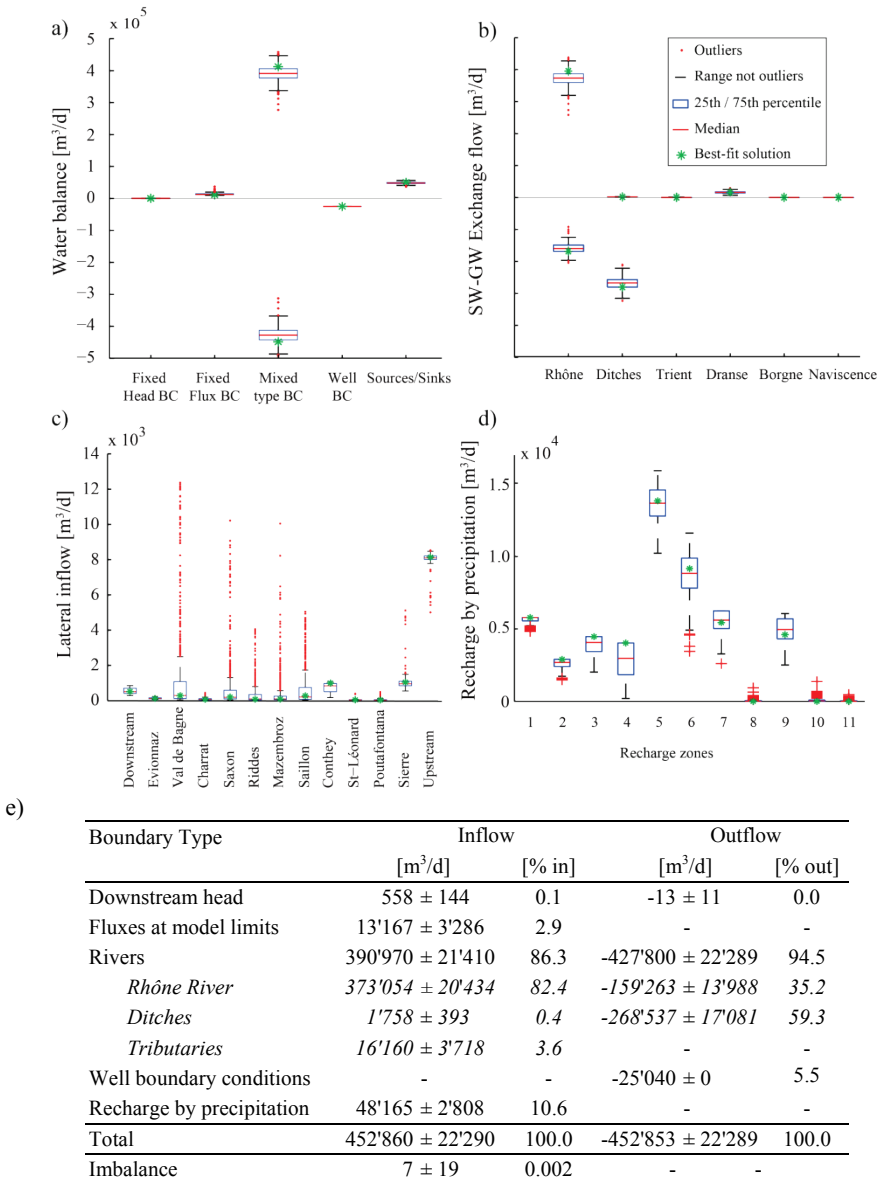 a)
x 10⁵
Water balance [m³/d]
5
4
3
2
1
0
−1
−2
−3
−4
−5
Fixed Head BC
Fixed Flux BC
Mixed type BC
Well BC
Sources/Sinks
b)
SW-GW Exchange flow [m³/d]
Outliers
Range not outliers
25th / 75th percentile
Median
Best-fit solution
Rhône
Ditches
Trient
Dranse
Borgne
Naviscence
c)
x 10³
Lateral inflow [m³/d]
14
12
10
8
6
4
2
0
Downstream
Evionnaz
Val de Bagne
Charrat
Saxon
Riddes
Mazembroz
Saillon
Conthey
St−Léonard
Poutafontana
Sierre
Upstream
d)
x 10⁴
Recharge by precipitation [m³/d]
1.5
1.0
0.5
0
1 2 3 4 5 6 7 8 9 10 11
Recharge zones
e)
Boundary Type Inflow Outflow
[m³/d] [% in] [m³/d] [% out]
Downstream head 558 ± 144 0.1 -13 ± 11 0.0
Fluxes at model limits 13'167 ± 3'286 2.9 - -
Rivers 390'970 ± 21'410 86.3 -427'800 ± 22'289 94.5
Rhône River 373'054 ± 20'434 82.4 -159'263 ± 13'988 35.2
Ditches 1'758 ± 393 0.4 -268'537 ± 17'081 59.3
Tributaries 16'160 ± 3'718 3.6 - -
Well boundary conditions - - -25'040 ± 0 5.5
Recharge by precipitation 48'165 ± 2'808 10.6 - -
Total 452'860 ± 22'290 100.0 -452'853 ± 22'289 100.0
Imbalance 7 ± 19 0.002 - -